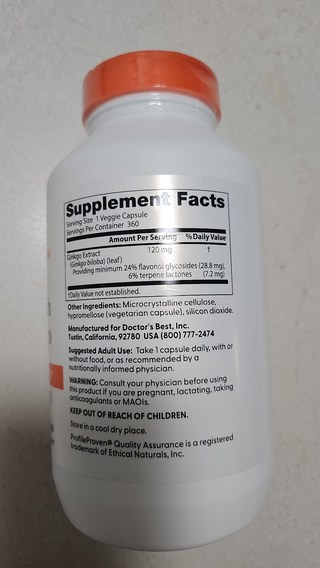 Supplement Facts
Serving Size 1 Veggie Capsule
Servings Per Container 360
Amount Per Serving % Daily Value
Ginkgo Extract 120 mg †
(Ginkgo biloba) (leaf)
Providing minimum 24% flavonol glycosides (28.8 mg),
6% terpene lactones (7.2 mg)
†Daily Value not established.
Other Ingredients: Microcrystalline cellulose,
hypromellose (vegetarian capsule), silicon dioxide.
Manufactured for Doctor's Best, Inc.
Tustin, California, 92780 USA (800) 777-2474
Suggested Adult Use: Take 1 capsule daily, with or
without food, or as recommended by a
nutritionally informed physician.
WARNING: Consult your physician before using
this product if you are pregnant, lactating, taking
anticoagulants or MAOIs.
KEEP OUT OF REACH OF CHILDREN.
Store in a cool dry place.
ProfileProven® Quality Assurance is a registered
trademark of Ethical Naturals, Inc.